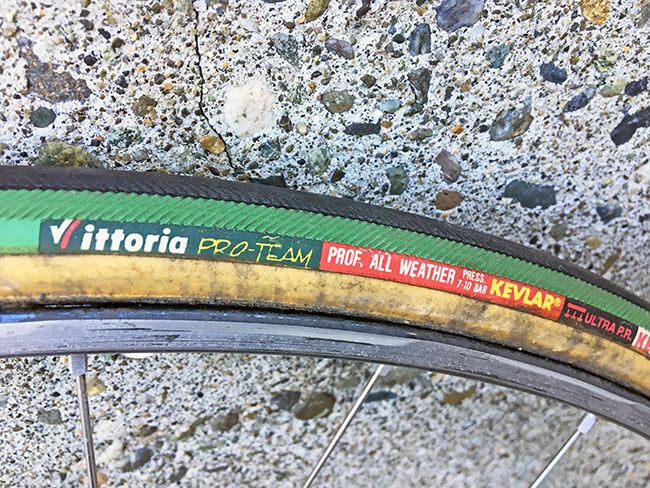 Vittoria PRO-TEAM PROF. ALL WEATHER PRESS. KEVLAR® ULTRA P.R.
7-10 BAR